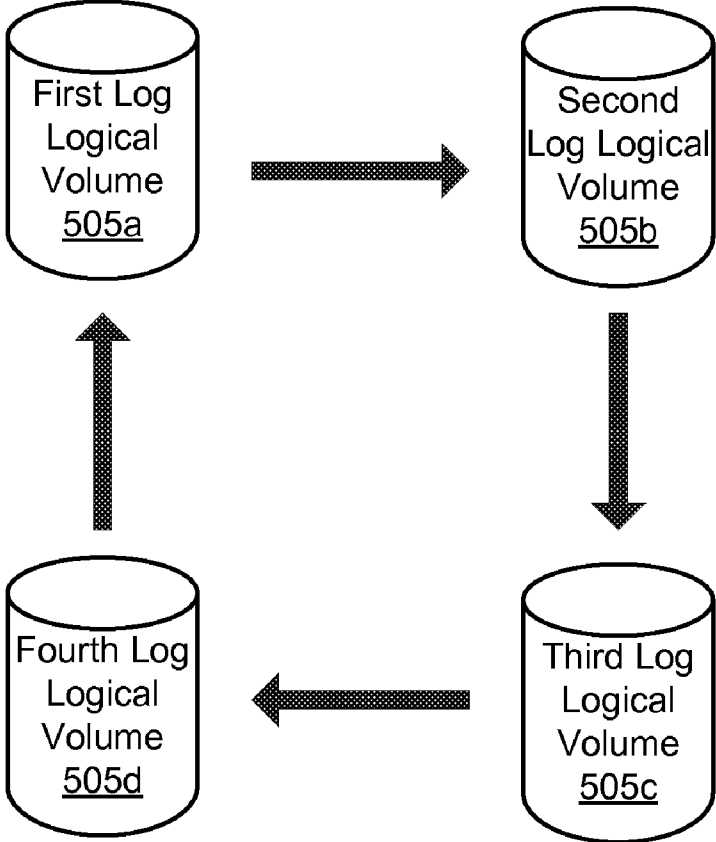 First Log
Logical
Volume
505a
Second
Log Logical
Volume
505b
Fourth Log
Logical
Volume
505d
Third Log
Logical
Volume
505c